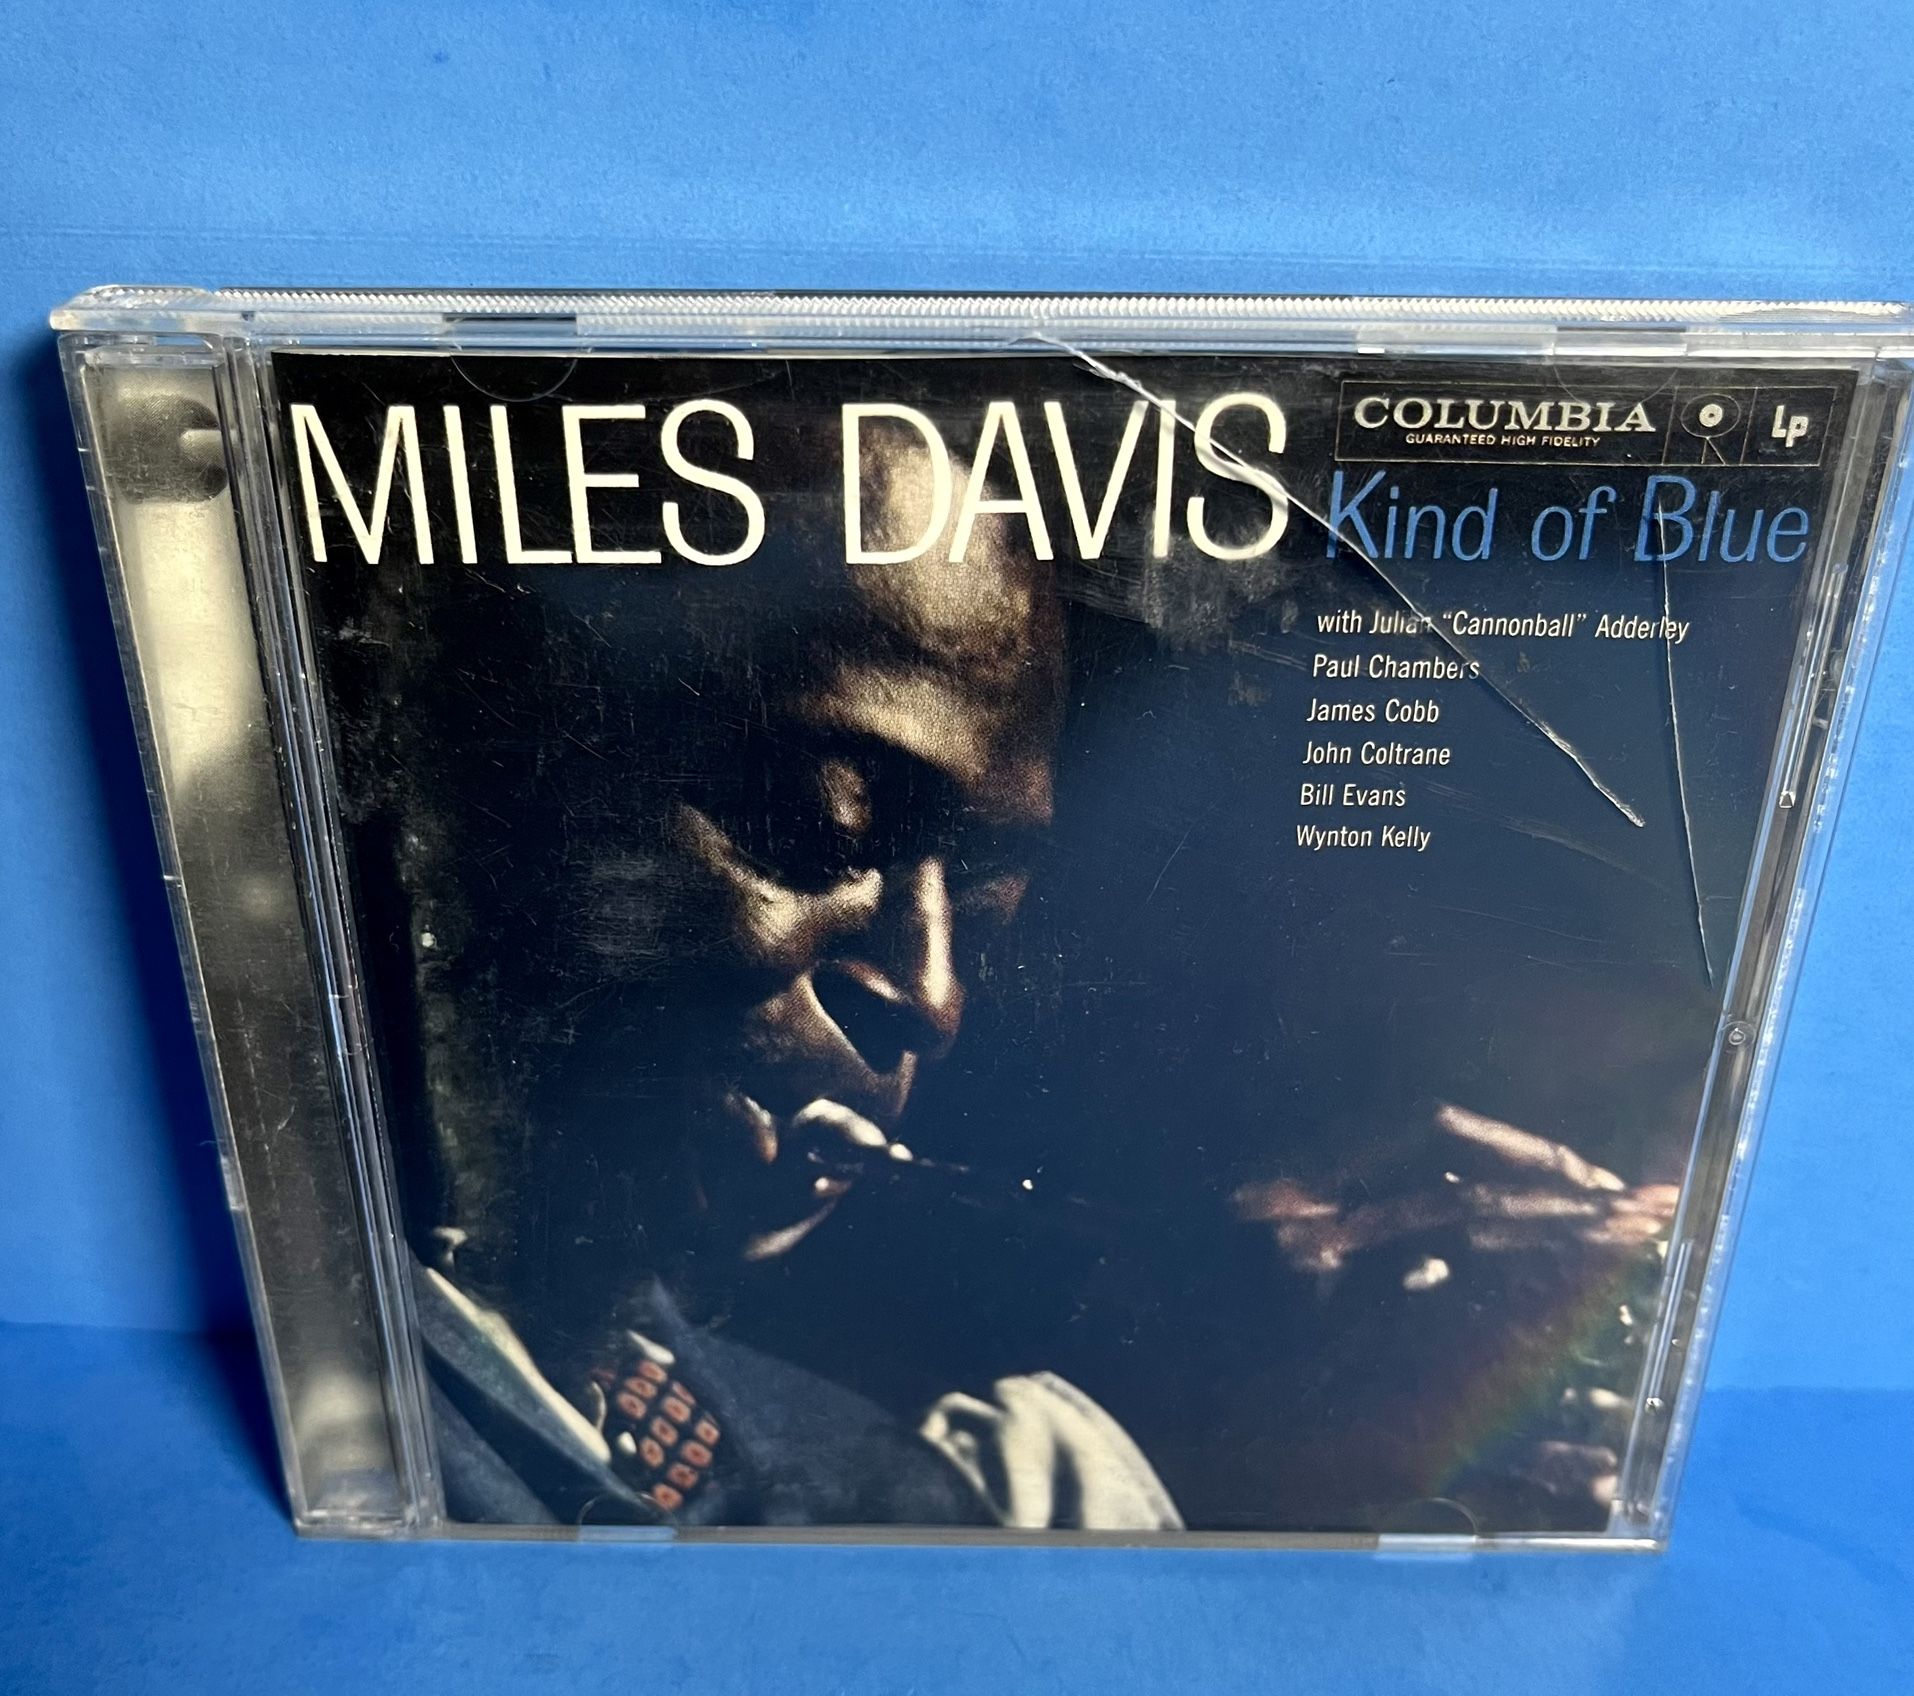 MILES DAVIS
COLUMBIA
GUARANTEED HIGH FIDELITY
Lp
Kind of Blue
with Julian "Cannonball" Adderley
Paul Chambers
James Cobb
John Coltrane
Bill Evans
Wynton Kelly